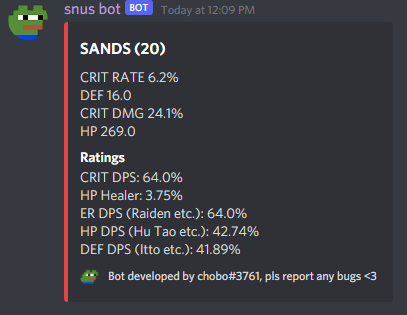 snus bot BOT Today at 12:09 PM
SANDS (20)
CRIT RATE 6.2%
DEF 16.0
CRIT DMG 24.1%
HP 269.0
Ratings
CRIT DPS: 64.0%
HP Healer: 3.75%
ER DPS (Raiden etc.): 64.0%
HP DPS (Hu Tao etc.): 42.74%
DEF DPS (Itto etc.): 41.89%
Bot developed by chobo#3761, pls report any bugs <3